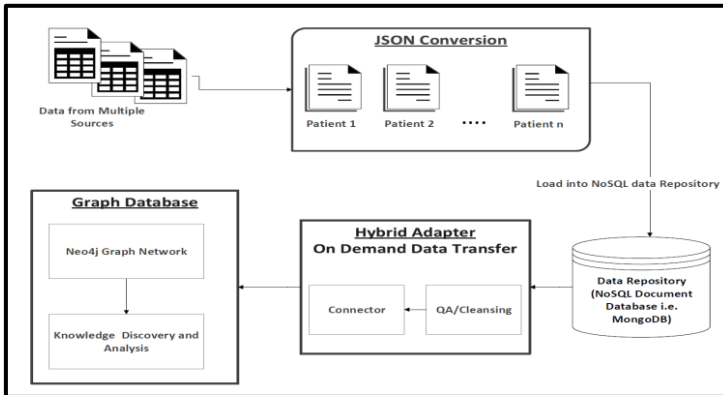 JSON Conversion
Data from Multiple
Sources
Patient 1
Patient 2
....
Patient n
Load into NoSQL data Repository
Graph Database
Neo4j Graph Network
Knowledge Discovery and
Analysis
Hybrid Adapter
On Demand Data Transfer
Connector
QA/Cleansing
Data Repository
(NoSQL Document
Database i.e.
MongoDB)